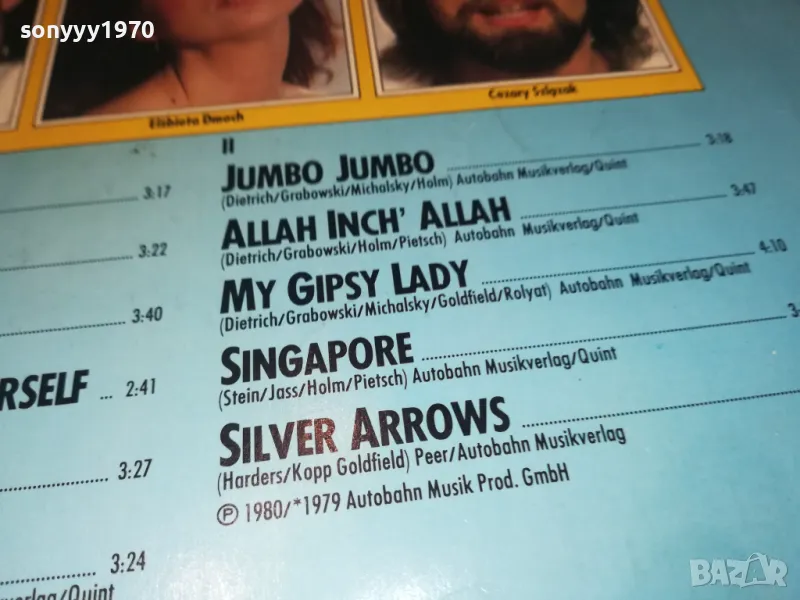 sonyyy1970
Elżbieta Dmoch
Cezary Szlązak
II
JUMBO JUMBO 3:18
(Dietrich/Grabowski/Michalsky/Holm) Autobahn Musikverlag/Quint
3:17
ALLAH INCH' ALLAH 3:47
(Dietrich/Grabowski/Holm/Pietsch) Autobahn Musikverlag/Quint
3:22
MY GIPSY LADY 4:10
(Dietrich/Grabowski/Michalsky/Goldfield/Rolyat) Autobahn Musikverlag/Quint
3:40
SINGAPORE 3:
(Stein/Jass/Holm/Pietsch) Autobahn Musikverlag/Quint
RSELF ... 2:41
SILVER ARROWS
(Harders/Kopp Goldfield) Peer/Autobahn Musikverlag
3:27
℗ 1980/*1979 Autobahn Musik Prod. GmbH
3:24
rlag/Quint
BAZAR